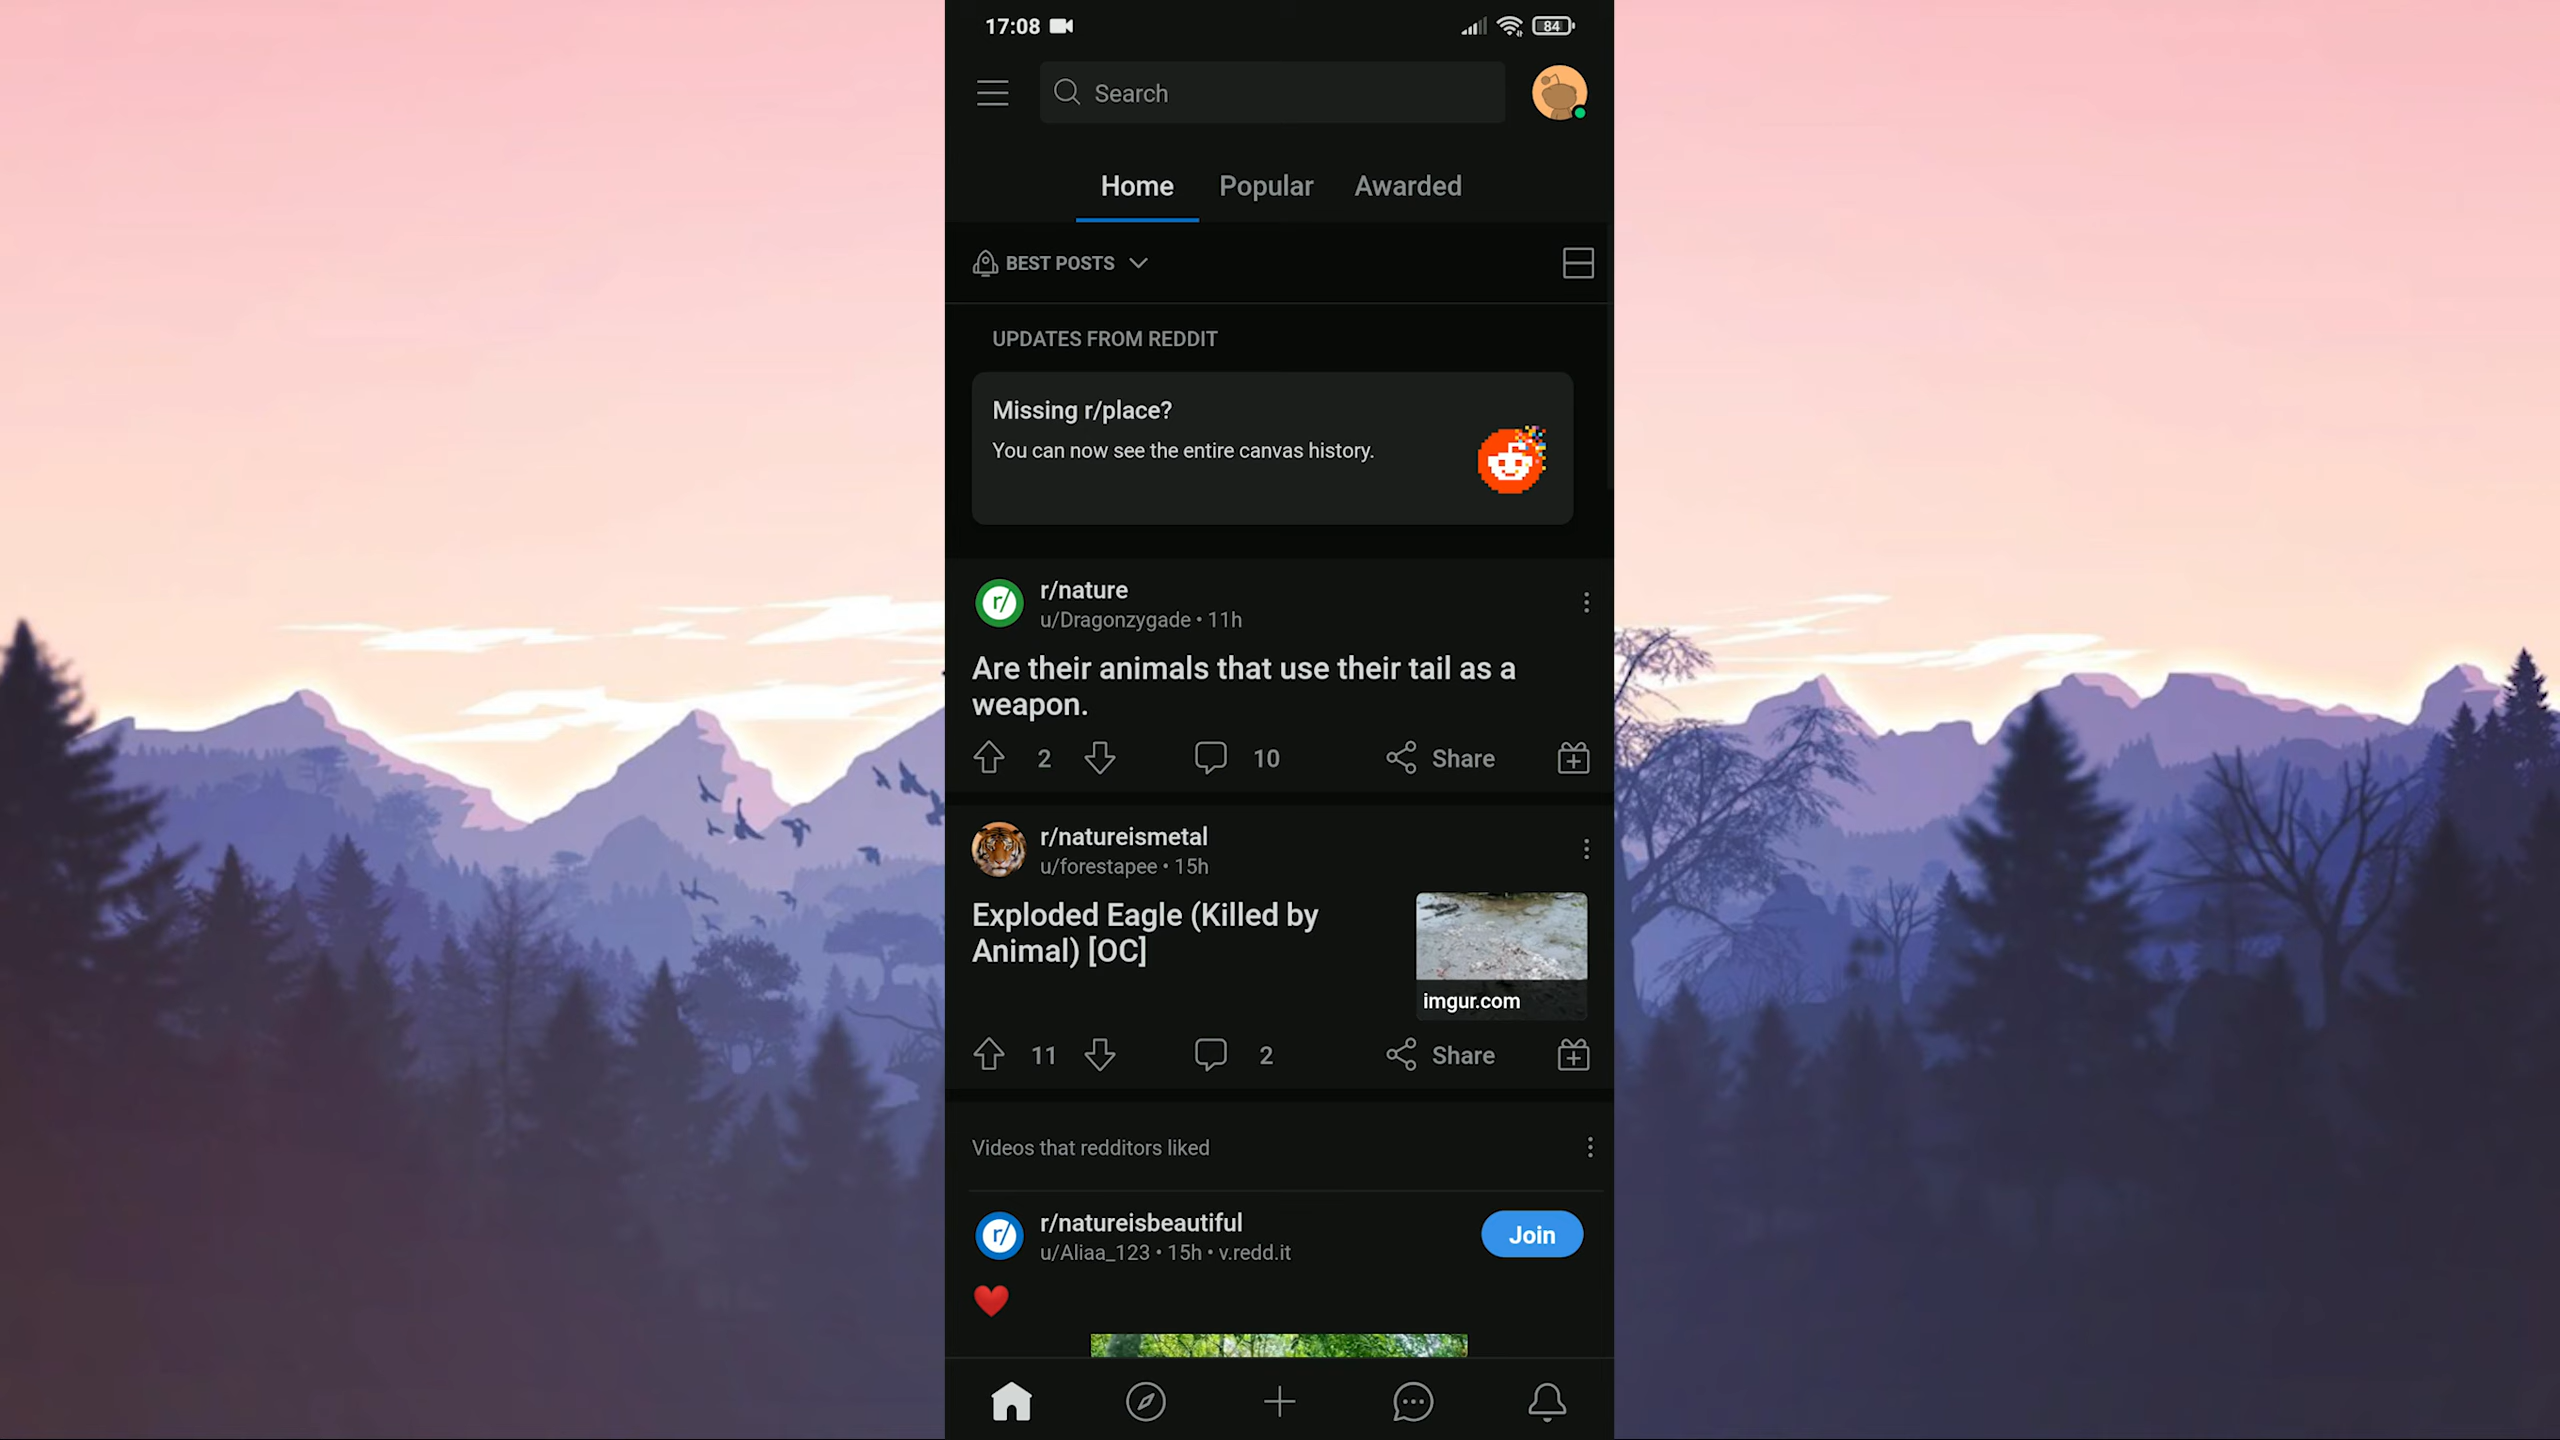 17:08
84
Search
Home Popular Awarded
BEST POSTS
UPDATES FROM REDDIT
Missing r/place?
You can now see the entire canvas history.
r/
r/nature
u/Dragonzygade • 11h
Are their animals that use their tail as a
weapon.
2 10 Share
r/natureismetal
u/forestapee • 15h
Exploded Eagle (Killed by
Animal) [OC]
imgur.com
11 2 Share
Videos that redditors liked
r/
r/natureisbeautiful
u/Aliaa_123 • 15h • v.redd.it
Join